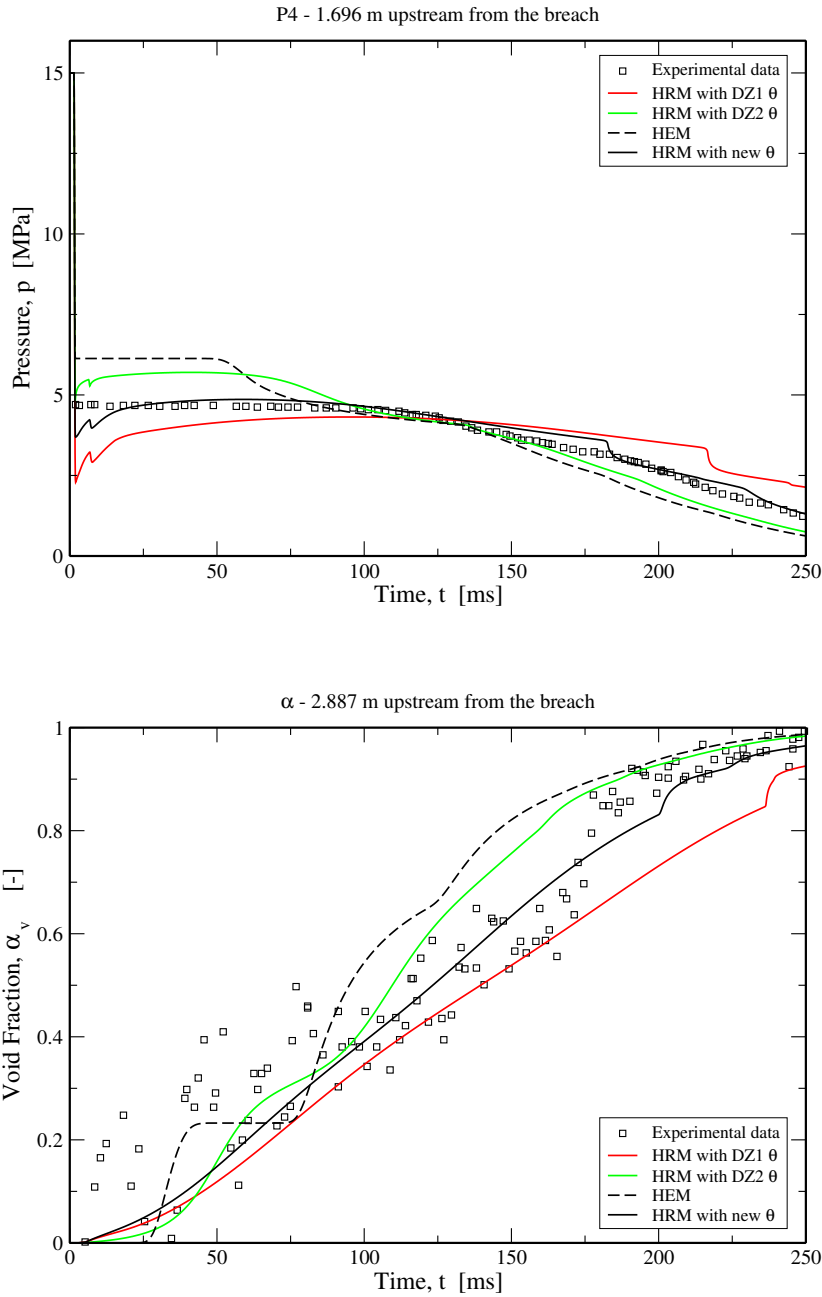 P4 - 1.696 m upstream from the breach
15
10
5
0
Pressure, p [MPa]
Experimental data
HRM with DZ1 θ
HRM with DZ2 θ
HEM
HRM with new θ
0 50 100 150 200 250
Time, t [ms]
α - 2.887 m upstream from the breach
1
0.8
0.6
0.4
0.2
0
Void Fraction, α_v [-]
Experimental data
HRM with DZ1 θ
HRM with DZ2 θ
HEM
HRM with new θ
0 50 100 150 200 250
Time, t [ms]